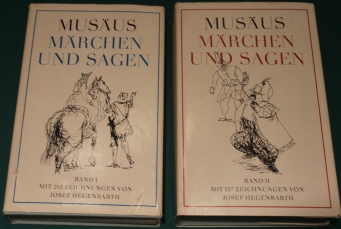 MUSÄUS
MÄRCHEN
UND SAGEN
BAND I
MIT 213 ZEICHNUNGEN VON
JOSEF HEGENBARTH
MUSÄUS
MÄRCHEN
UND SAGEN
BAND II
MIT 157 ZEICHNUNGEN VON
JOSEF HEGENBARTH